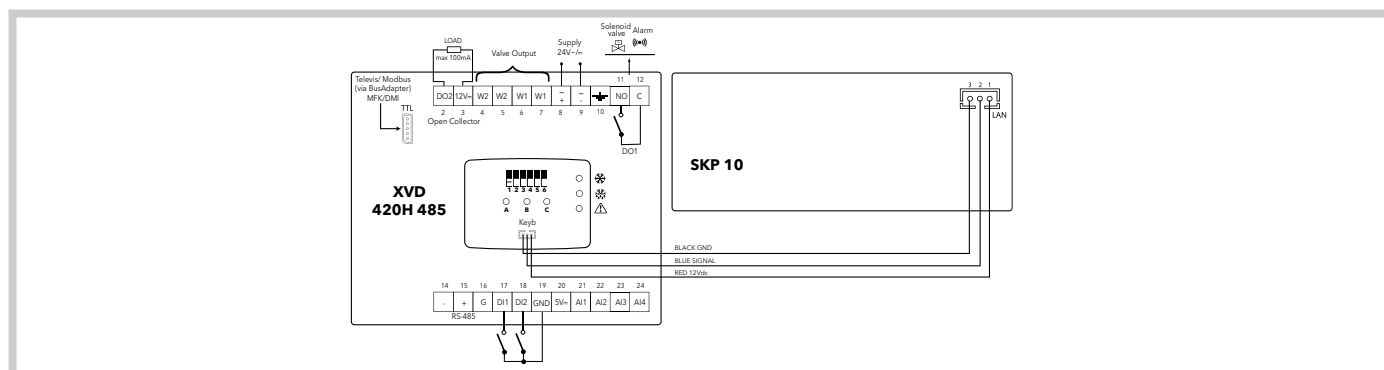 Solenoid
valve
Alarm
LOAD
max 100mA
Valve Output
Supply
24V~/⎓
Televis/ Modbus
(via BusAdapter)
MFK/DMI
TTL
11 12
DO2 12V⎓ W2 W2 W1 W1 ~ + ~ - NO C
2 3 4 5 6 7 8 9 10
Open Collector
DO1
3 2 1
LAN
SKP 10
XVD
420H 485
1 2 3 4 5 6
A B C
Keyb
BLACK GND
BLUE SIGNAL
RED 12Vdc
14 15 16 17 18 19 20 21 22 23 24
- + G DI1 DI2 GND 5V⎓ AI1 AI2 AI3 AI4
RS-485